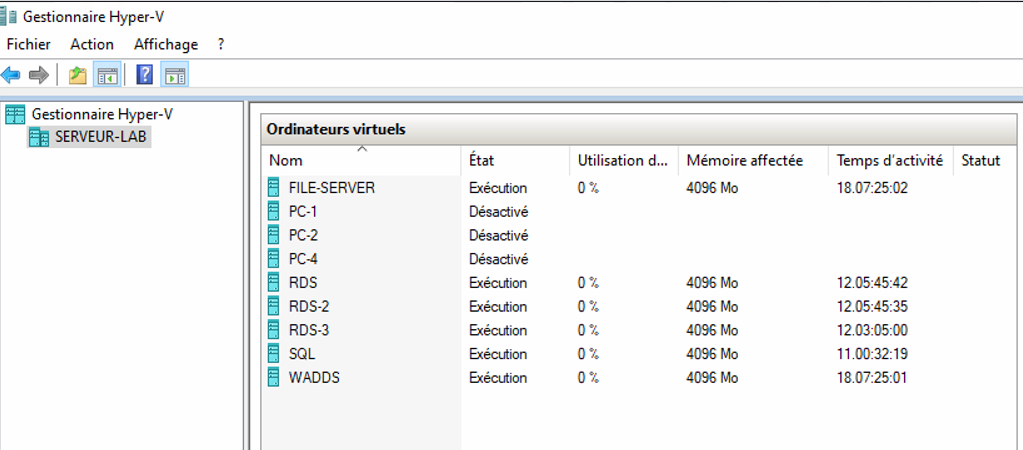 Gestionnaire Hyper-V
Fichier Action Affichage ?
Gestionnaire Hyper-V
SERVEUR-LAB
Ordinateurs virtuels
Nom État Utilisation d... Mémoire affectée Temps d'activité Statut
FILE-SERVER Exécution 0 % 4096 Mo 18.07:25:02
PC-1 Désactivé
PC-2 Désactivé
PC-4 Désactivé
RDS Exécution 0 % 4096 Mo 12.05:45:42
RDS-2 Exécution 0 % 4096 Mo 12.05:45:35
RDS-3 Exécution 0 % 4096 Mo 12.03:05:00
SQL Exécution 0 % 4096 Mo 11.00:32:19
WADDS Exécution 0 % 4096 Mo 18.07:25:01